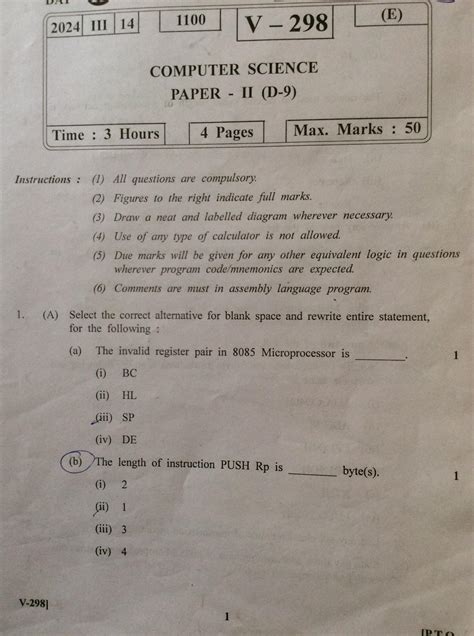 DAY
2024 III 14 1100 V – 298 (E)
COMPUTER SCIENCE
PAPER - II (D-9)
Time : 3 Hours 4 Pages Max. Marks : 50
Instructions : (1) All questions are compulsory.
(2) Figures to the right indicate full marks.
(3) Draw a neat and labelled diagram wherever necessary.
(4) Use of any type of calculator is not allowed.
(5) Due marks will be given for any other equivalent logic in questions
wherever program code/mnemonics are expected.
(6) Comments are must in assembly language program.
1. (A) Select the correct alternative for blank space and rewrite entire statement,
for the following :
(a) The invalid register pair in 8085 Microprocessor is ________. 1
(i) BC
(ii) HL
(iii) SP
(iv) DE
(b) The length of instruction PUSH Rp is ________ byte(s). 1
(i) 2
(ii) 1
(iii) 3
(iv) 4
V-298]
1
[P.T.O.